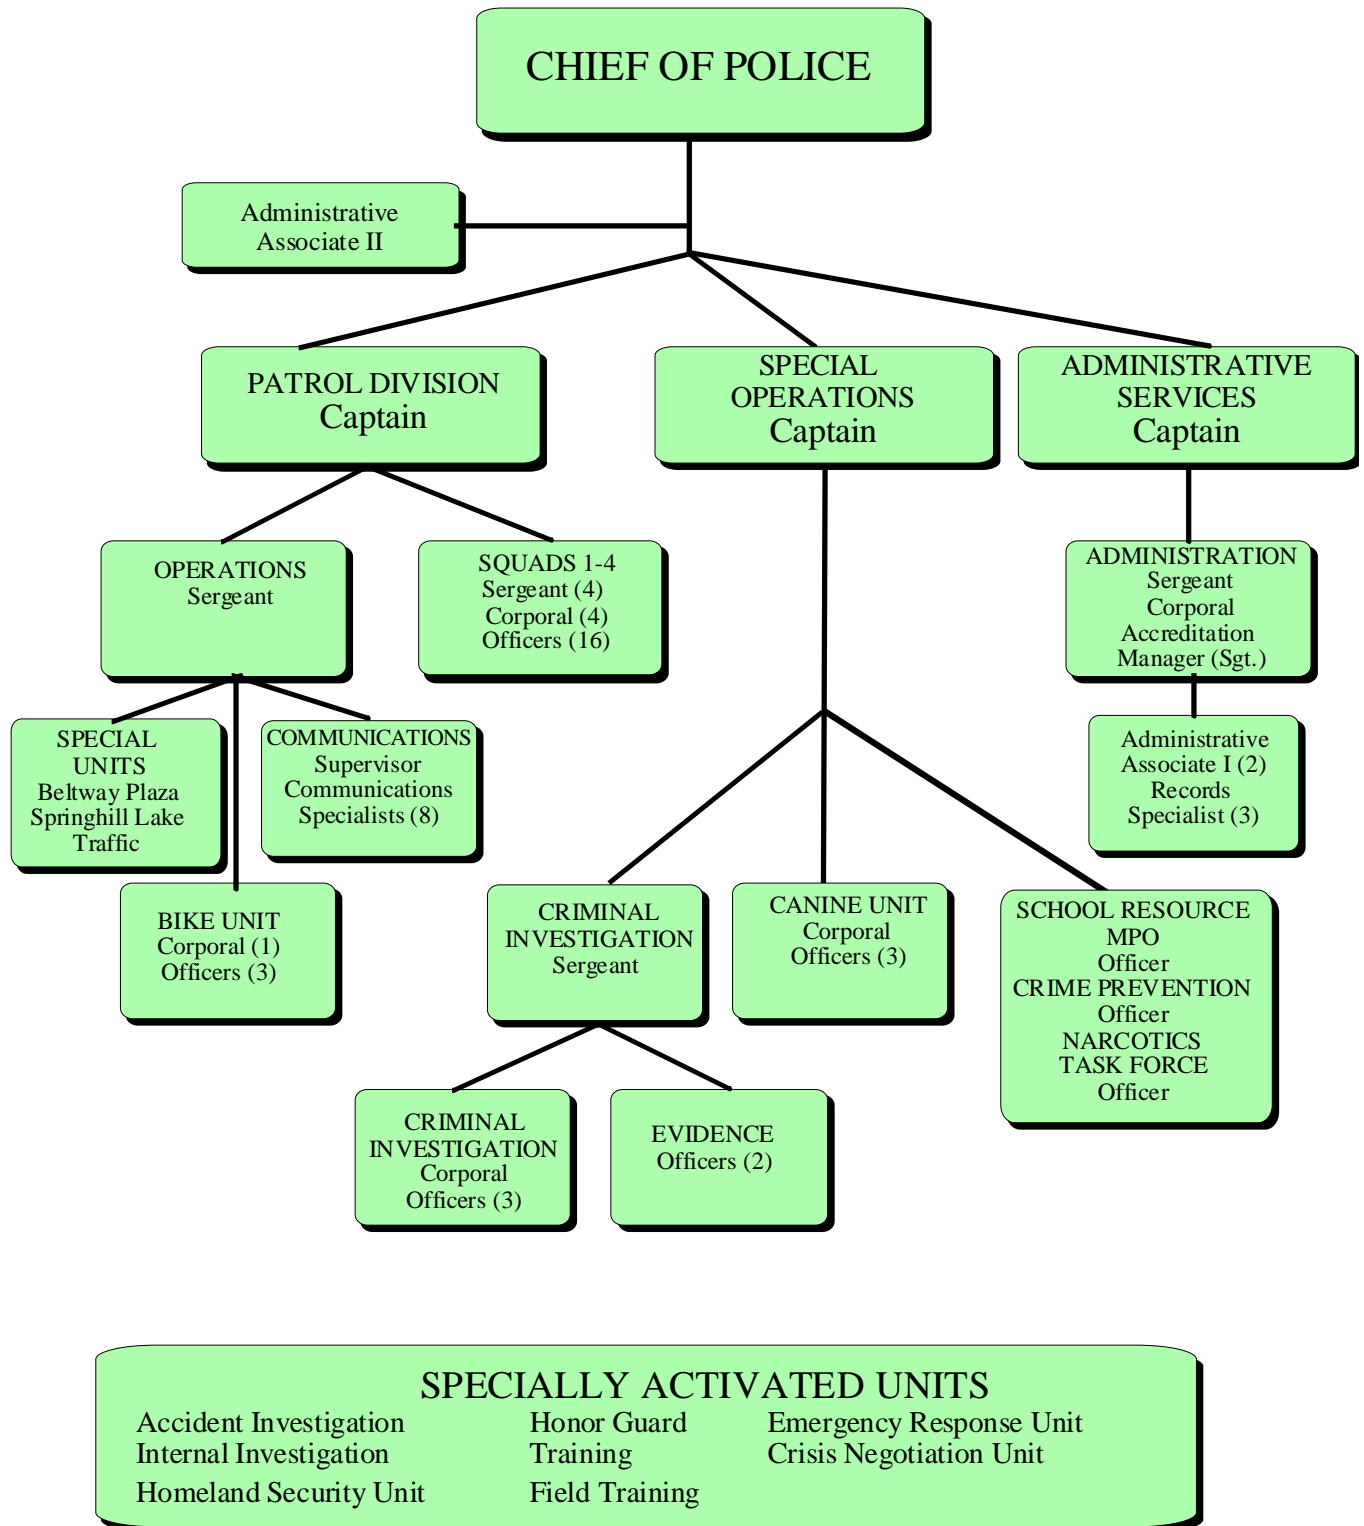 CHIEF OF POLICE
Administrative
Associate II
PATROL DIVISION
Captain
SPECIAL
OPERATIONS
Captain
ADMINISTRATIVE
SERVICES
Captain
OPERATIONS
Sergeant
SQUADS 1-4
Sergeant (4)
Corporal (4)
Officers (16)
ADMINISTRATION
Sergeant
Corporal
Accreditation
Manager (Sgt.)
SPECIAL
UNITS
Beltway Plaza
Springhill Lake
Traffic
COMMUNICATIONS
Supervisor
Communications
Specialists (8)
Administrative
Associate I (2)
Records
Specialist (3)
BIKE UNIT
Corporal (1)
Officers (3)
CRIMINAL
INVESTIGATION
Sergeant
CANINE UNIT
Corporal
Officers (3)
SCHOOL RESOURCE
MPO
Officer
CRIME PREVENTION
Officer
NARCOTICS
TASK FORCE
Officer
CRIMINAL
INVESTIGATION
Corporal
Officers (3)
EVIDENCE
Officers (2)
SPECIALLY ACTIVATED UNITS
Accident Investigation Honor Guard Emergency Response Unit
Internal Investigation Training Crisis Negotiation Unit
Homeland Security Unit Field Training